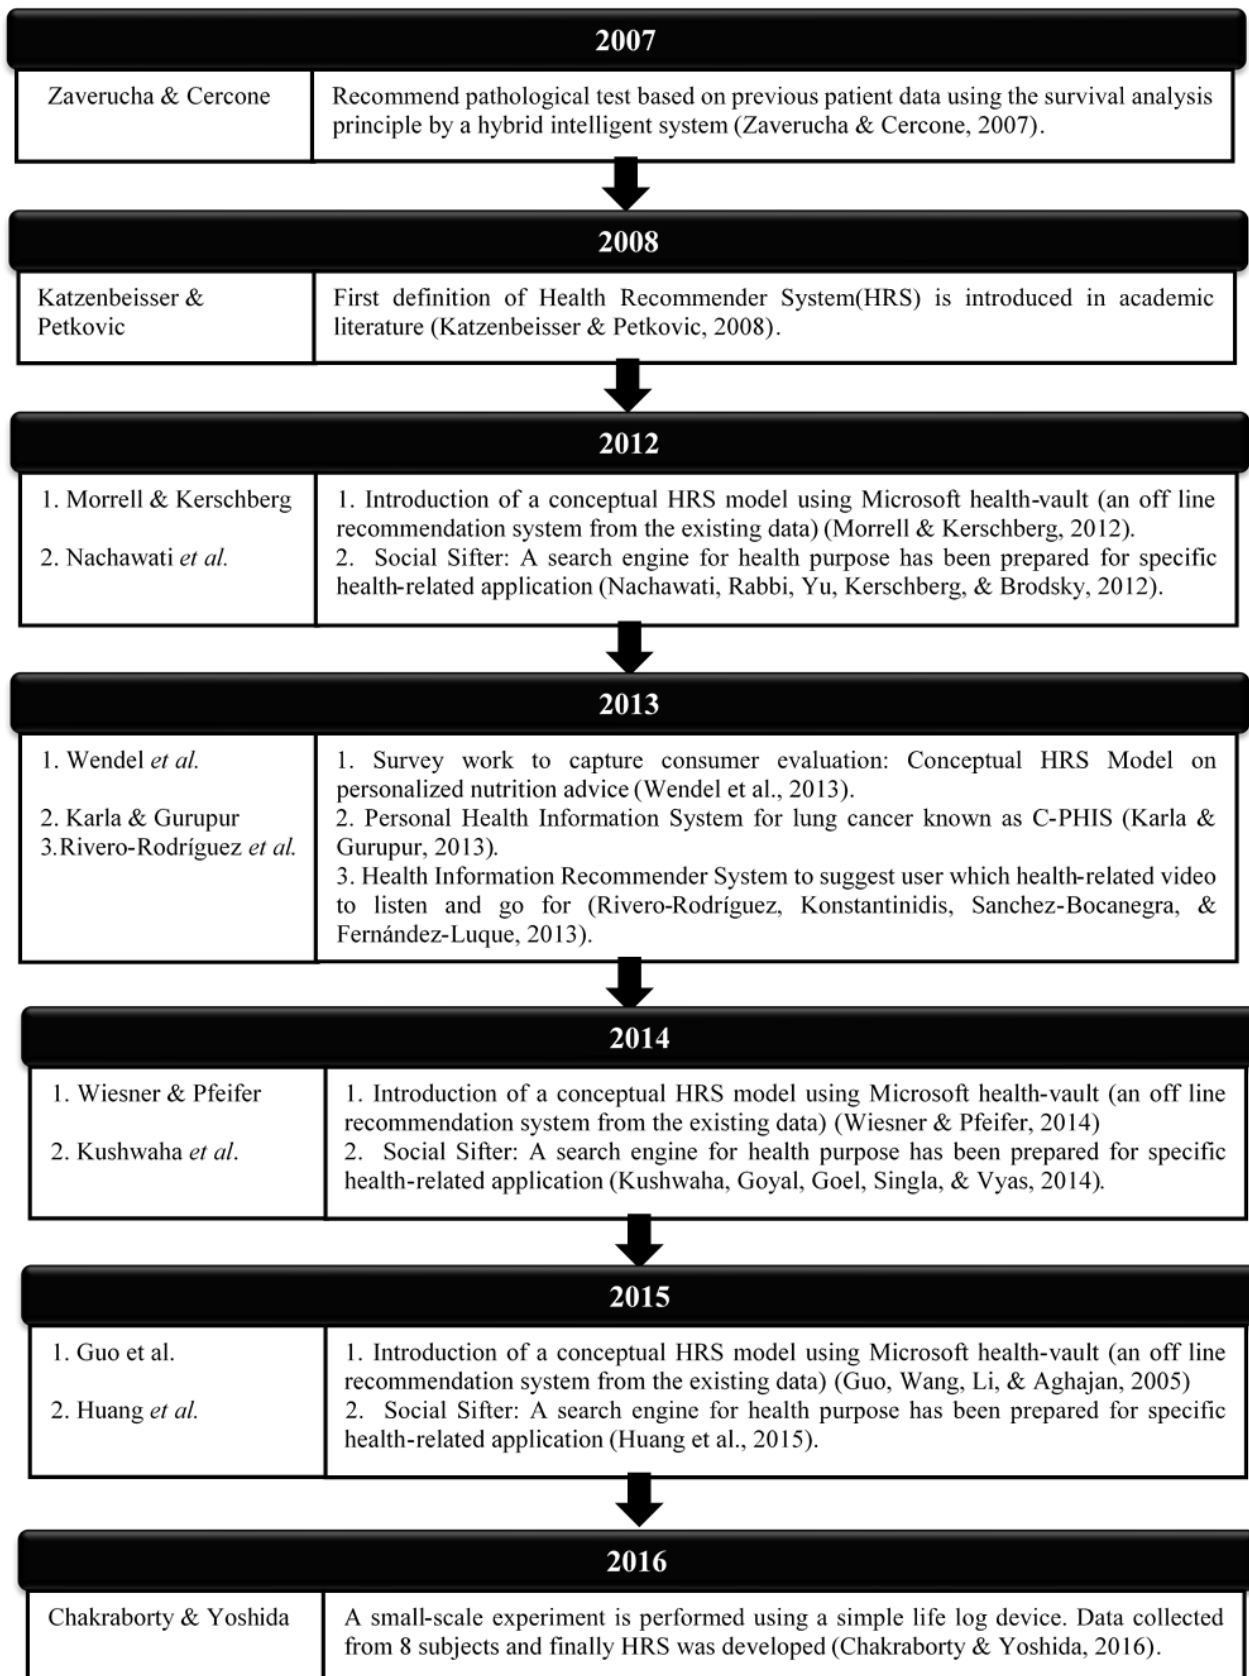 2007
Zaverucha & Cercone
Recommend pathological test based on previous patient data using the survival analysis
principle by a hybrid intelligent system (Zaverucha & Cercone, 2007).
2008
Katzenbeisser &
Petkovic
First definition of Health Recommender System(HRS) is introduced in academic
literature (Katzenbeisser & Petkovic, 2008).
2012
1. Morrell & Kerschberg
2. Nachawati et al.
1. Introduction of a conceptual HRS model using Microsoft health-vault (an off line
recommendation system from the existing data) (Morrell & Kerschberg, 2012).
2. Social Sifter: A search engine for health purpose has been prepared for specific
health-related application (Nachawati, Rabbi, Yu, Kerschberg, & Brodsky, 2012).
2013
1. Wendel et al.
2. Karla & Gurupur
3.Rivero-Rodríguez et al.
1. Survey work to capture consumer evaluation: Conceptual HRS Model on
personalized nutrition advice (Wendel et al., 2013).
2. Personal Health Information System for lung cancer known as C-PHIS (Karla &
Gurupur, 2013).
3. Health Information Recommender System to suggest user which health-related video
to listen and go for (Rivero-Rodríguez, Konstantinidis, Sanchez-Bocanegra, &
Fernández-Luque, 2013).
2014
1. Wiesner & Pfeifer
2. Kushwaha et al.
1. Introduction of a conceptual HRS model using Microsoft health-vault (an off line
recommendation system from the existing data) (Wiesner & Pfeifer, 2014)
2. Social Sifter: A search engine for health purpose has been prepared for specific
health-related application (Kushwaha, Goyal, Goel, Singla, & Vyas, 2014).
2015
1. Guo et al.
2. Huang et al.
1. Introduction of a conceptual HRS model using Microsoft health-vault (an off line
recommendation system from the existing data) (Guo, Wang, Li, & Aghajan, 2005)
2. Social Sifter: A search engine for health purpose has been prepared for specific
health-related application (Huang et al., 2015).
2016
Chakraborty & Yoshida
A small-scale experiment is performed using a simple life log device. Data collected
from 8 subjects and finally HRS was developed (Chakraborty & Yoshida, 2016).